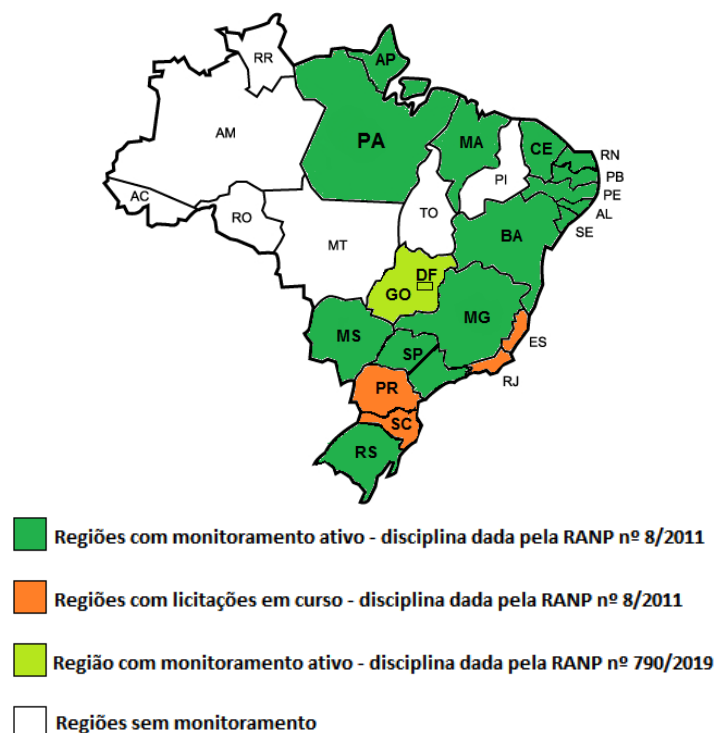 RR
AP
AM
PA
MA
CE
RN
PB
PI
PE
AC
TO
AL
RO
SE
BA
MT
DF
GO
MG
MS
ES
SP
RJ
PR
SC
RS
Regiões com monitoramento ativo - disciplina dada pela RANP nº 8/2011
Regiões com licitações em curso - disciplina dada pela RANP nº 8/2011
Região com monitoramento ativo - disciplina dada pela RANP nº 790/2019
Regiões sem monitoramento